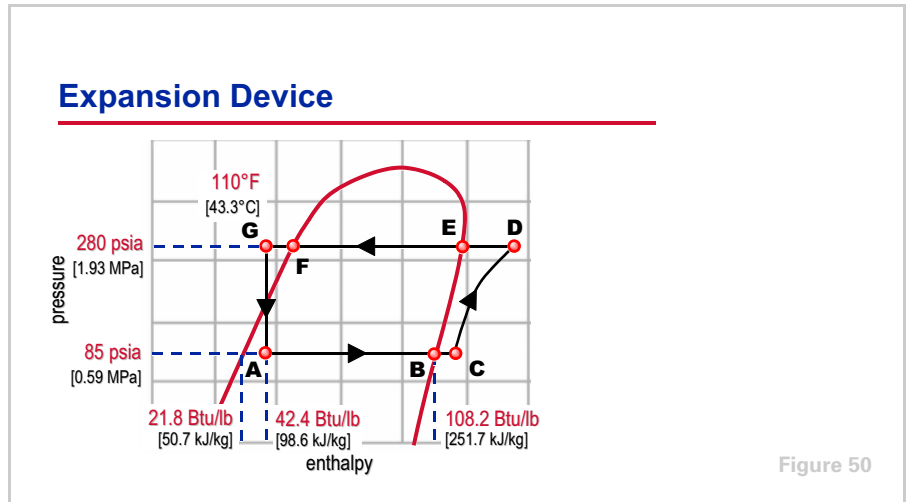 Expansion Device
110°F
[43.3°C]
G
E
D
280 psia
[1.93 MPa]
F
pressure
85 psia
[0.59 MPa]
A
B
C
21.8 Btu/lb
[50.7 kJ/kg]
42.4 Btu/lb
[98.6 kJ/kg]
108.2 Btu/lb
[251.7 kJ/kg]
enthalpy
Figure 50